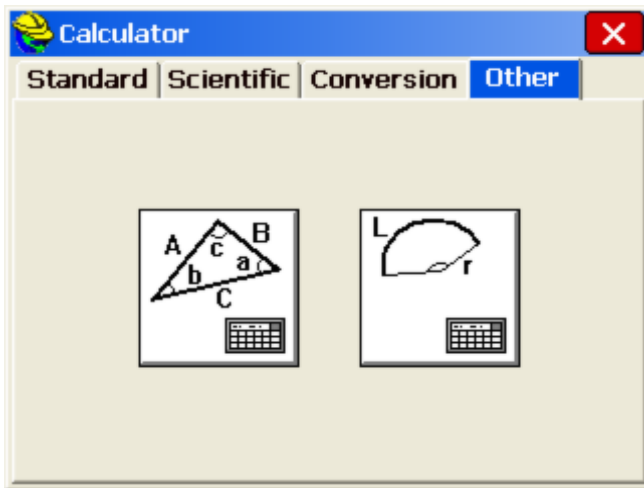 Calculator
Standard Scientific Conversion Other
A c B
b a
C
L
r